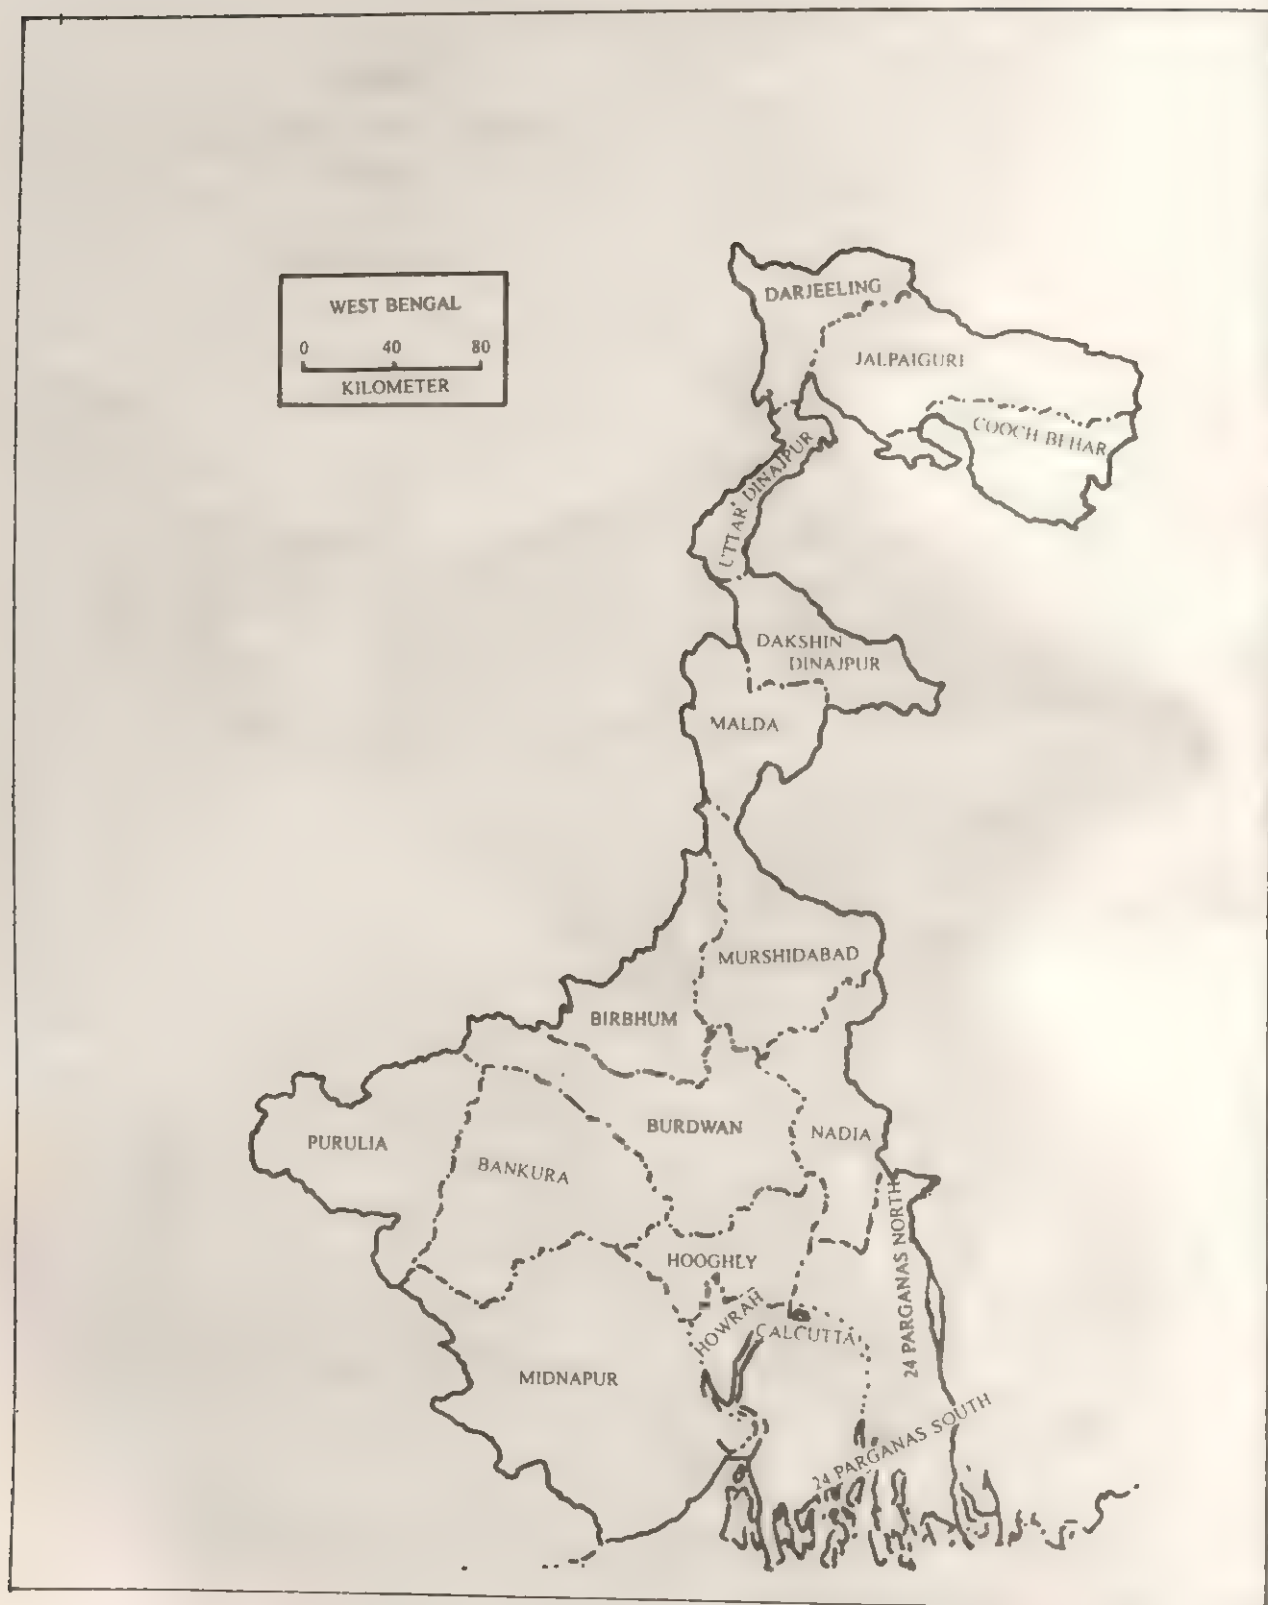 WEST BENGAL
0 40 80
KILOMETER
DARJEELING
JALPAIGURI
COOCH BEHAR
UTTAR DINAJPUR
DAKSHIN
DINAJPUR
MALDA
MURSHIDABAD
BIRBHUM
BURDWAN
NADIA
PURULIA
BANKURA
24 PARGANAS NORTH
HOOGHLY
HOWRAH
CALCUTTA
MIDNAPUR
24 PARGANAS SOUTH